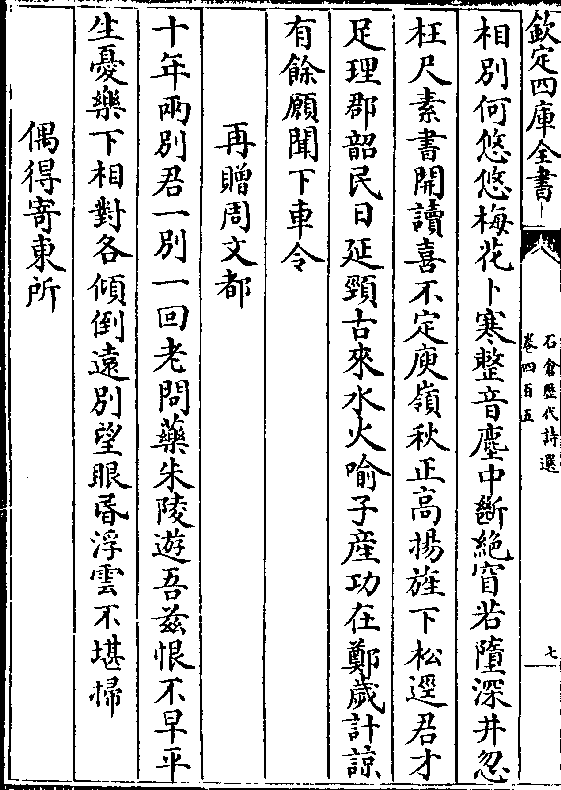 欽定四庫全書
石倉歷代詩選
卷四百五
七
相别何悠悠梅花卜寒整音塵中斷絶窅若墮深井忽
枉尺素書開讀喜不定庾嶺秋正高揚旌下松逕君才
足理郡韶民日延頸古來水火喻子産功在鄭歲計諒
有餘願聞下車令
再贈周文都
十年兩别君一别一回老問藥朱陵遊吾兹恨不早平
生憂樂下相對各傾倒遠别望眼昏浮雲不堪掃
偶得寄東所